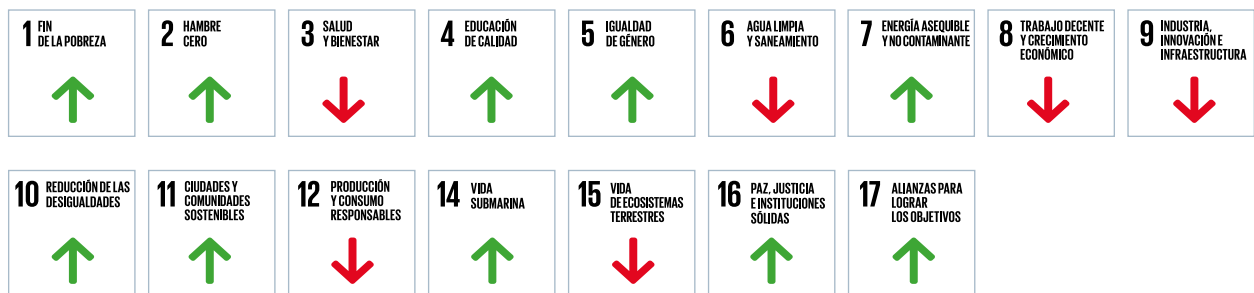 1 FIN
DE LA POBREZA
2 HAMBRE
CERO
3 SALUD
Y BIENESTAR
4 EDUCACIÓN
DE CALIDAD
5 IGUALDAD
DE GÉNERO
6 AGUA LIMPIA
Y SANEAMIENTO
7 ENERGÍA ASEQUIBLE
Y NO CONTAMINANTE
8 TRABAJO DECENTE
Y CRECIMIENTO
ECONÓMICO
9 INDUSTRIA,
INNOVACIÓN E
INFRAESTRUCTURA
10 REDUCCIÓN DE LAS
DESIGUALDADES
11 CIUDADES Y
COMUNIDADES
SOSTENIBLES
12 PRODUCCIÓN
Y CONSUMO
RESPONSABLES
14 VIDA
SUBMARINA
15 VIDA
DE ECOSISTEMAS
TERRESTRES
16 PAZ, JUSTICIA
E INSTITUCIONES
SÓLIDAS
17 ALIANZAS PARA
LOGRAR
LOS OBJETIVOS